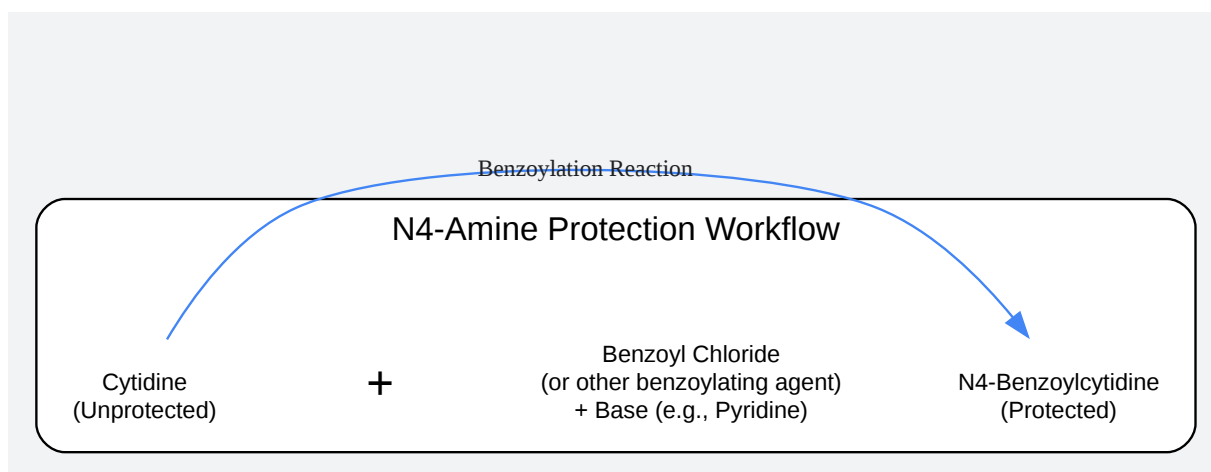 Benzoylation Reaction
N4-Amine Protection Workflow
Cytidine
(Unprotected)
+
Benzoyl Chloride
(or other benzoylating agent)
+ Base (e.g., Pyridine)
N4-Benzoylcytidine
(Protected)